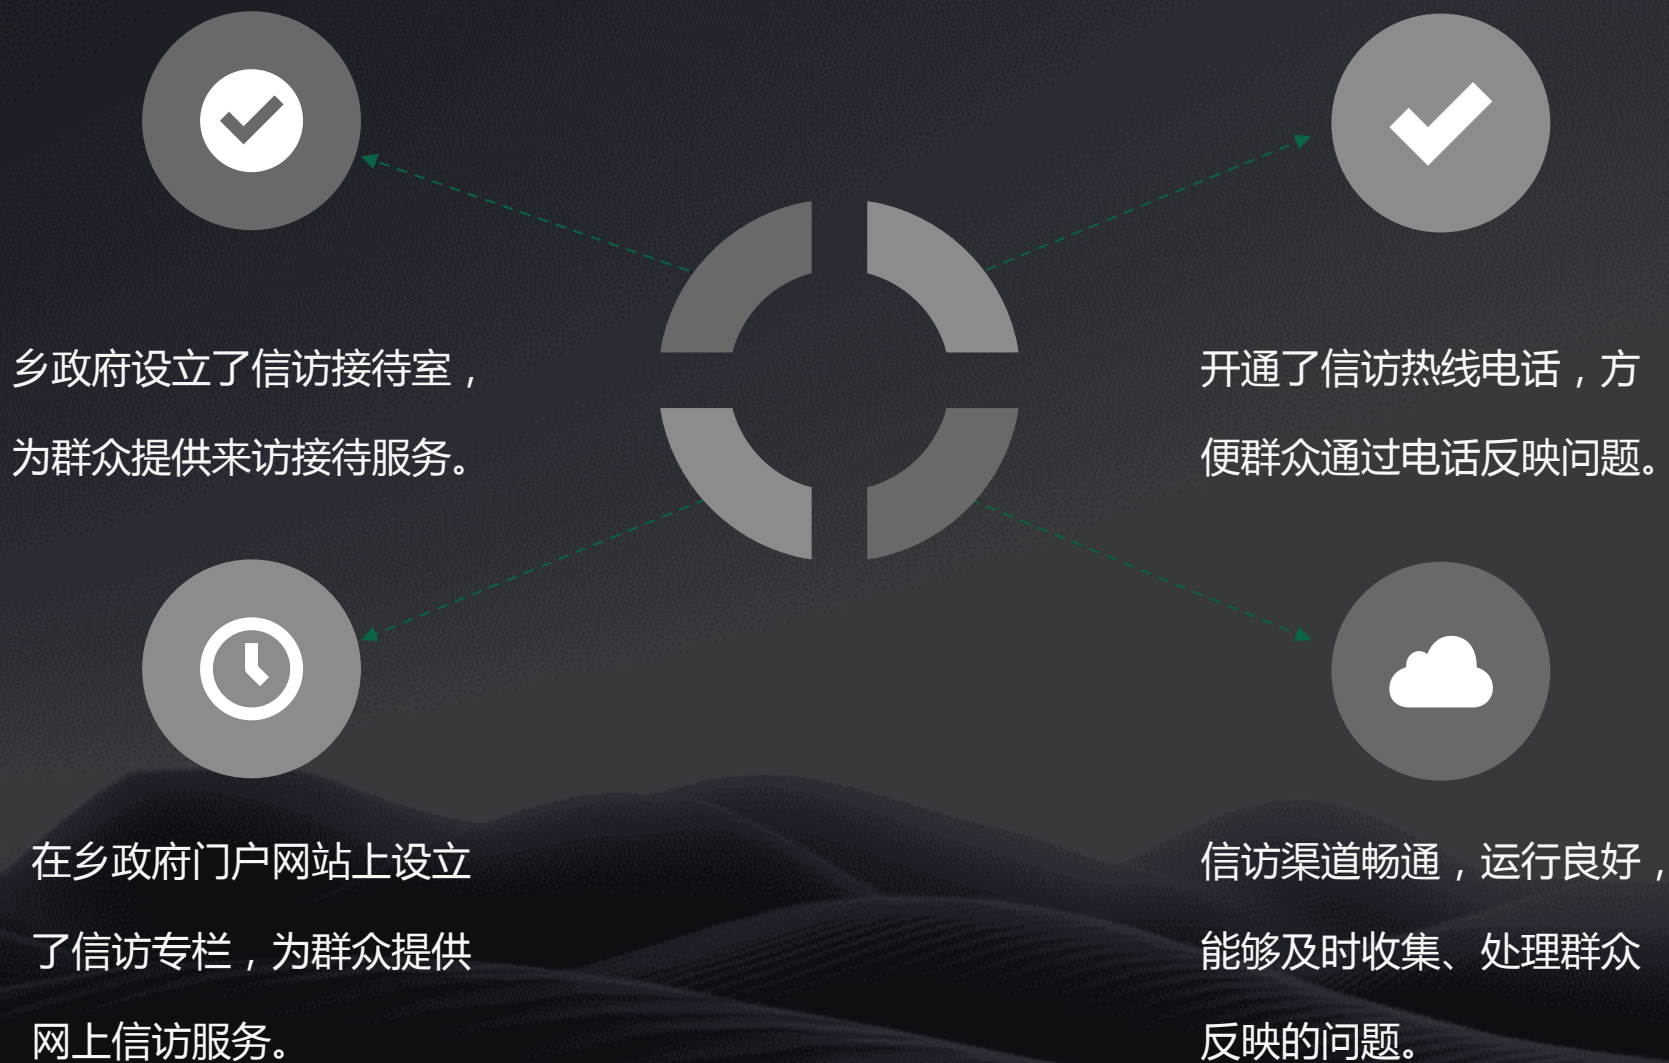 乡政府设立了信访接待室，
为群众提供来访接待服务。
开通了信访热线电话，方
便群众通过电话反映问题。
在乡政府门户网站上设立
了信访专栏，为群众提供
网上信访服务。
信访渠道畅通，运行良好，
能够及时收集、处理群众
反映的问题。